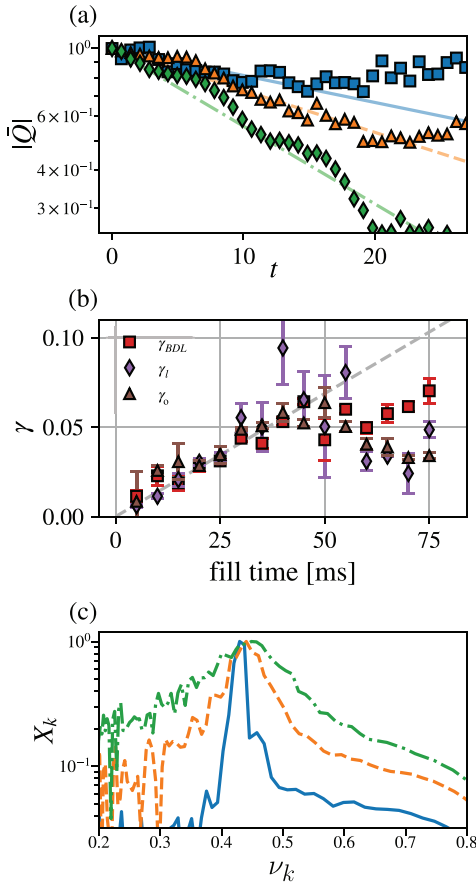 (a)
10⁰
6 × 10⁻¹
4 × 10⁻¹
3 × 10⁻¹
|Q̄|
0 10 20
t
(b)
0.10
0.05
0.00
γ
γ_BDL
γ_l
γ_o
0 25 50 75
fill time [ms]
(c)
10⁰
10⁻¹
X_k
0.2 0.3 0.4 0.5 0.6 0.7 0.8
ν_k